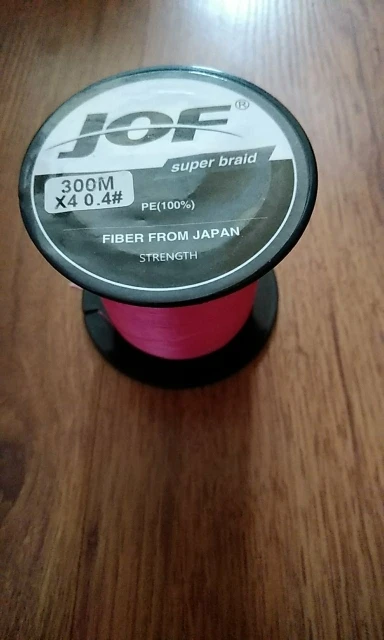 JOF®
super braid
300M
X4 0.4#
PE(100%)
FIBER FROM JAPAN
STRENGTH